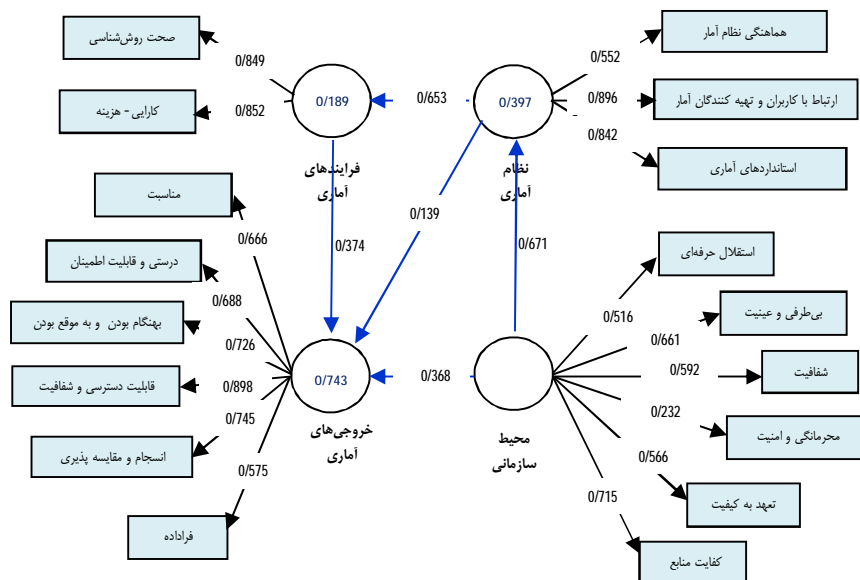 هماهنگی نظام آمار
0/552
ارتباط با کاربران و تهیه کنندگان آمار
0/896
استانداردهای آماری
0/842
0/397
نظام
آماری
0/653
0/189
فرایندهای
آماری
صحت روش‌شناسی
0/849
کارایی - هزینه
0/852
0/139
0/374
0/671
استقلال حرفه‌ای
0/516
بی‌طرفی و عینیت
0/661
شفافیت
0/592
محرمانگی و امنیت
0/232
تعهد به کیفیت
0/566
کفایت منابع
0/715
محیط
سازمانی
0/368
0/743
خروجی‌های
آماری
مناسبت
0/666
درستی و قابلیت اطمینان
0/688
بهنگام بودن و به موقع بودن
0/726
قابلیت دسترسی و شفافیت
0/898
انسجام و مقایسه پذیری
0/745
فراداده
0/575